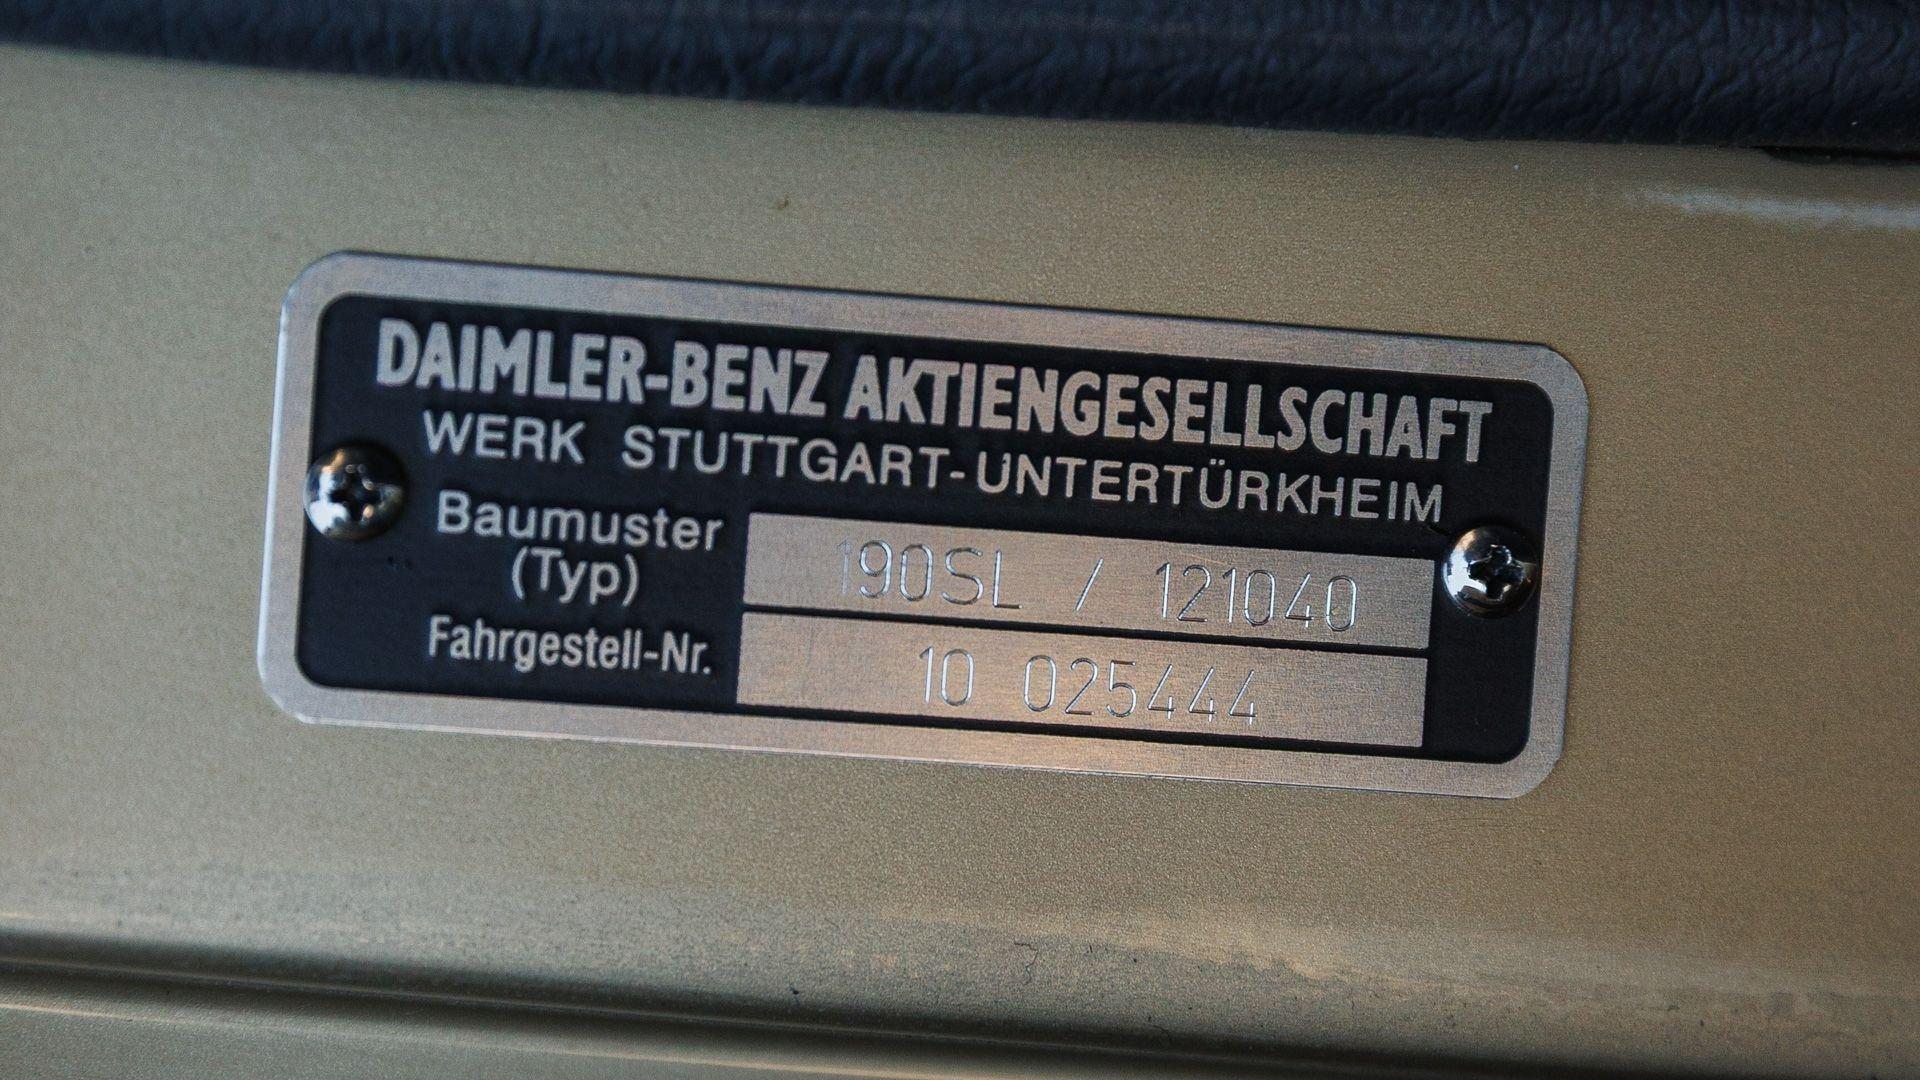 DAIMLER-BENZ AKTIENGESELLSCHAFT
WERK STUTTGART-UNTERTÜRKHEIM
Baumuster (Typ) 190SL / 121040
Fahrgestell-Nr. 10 025444